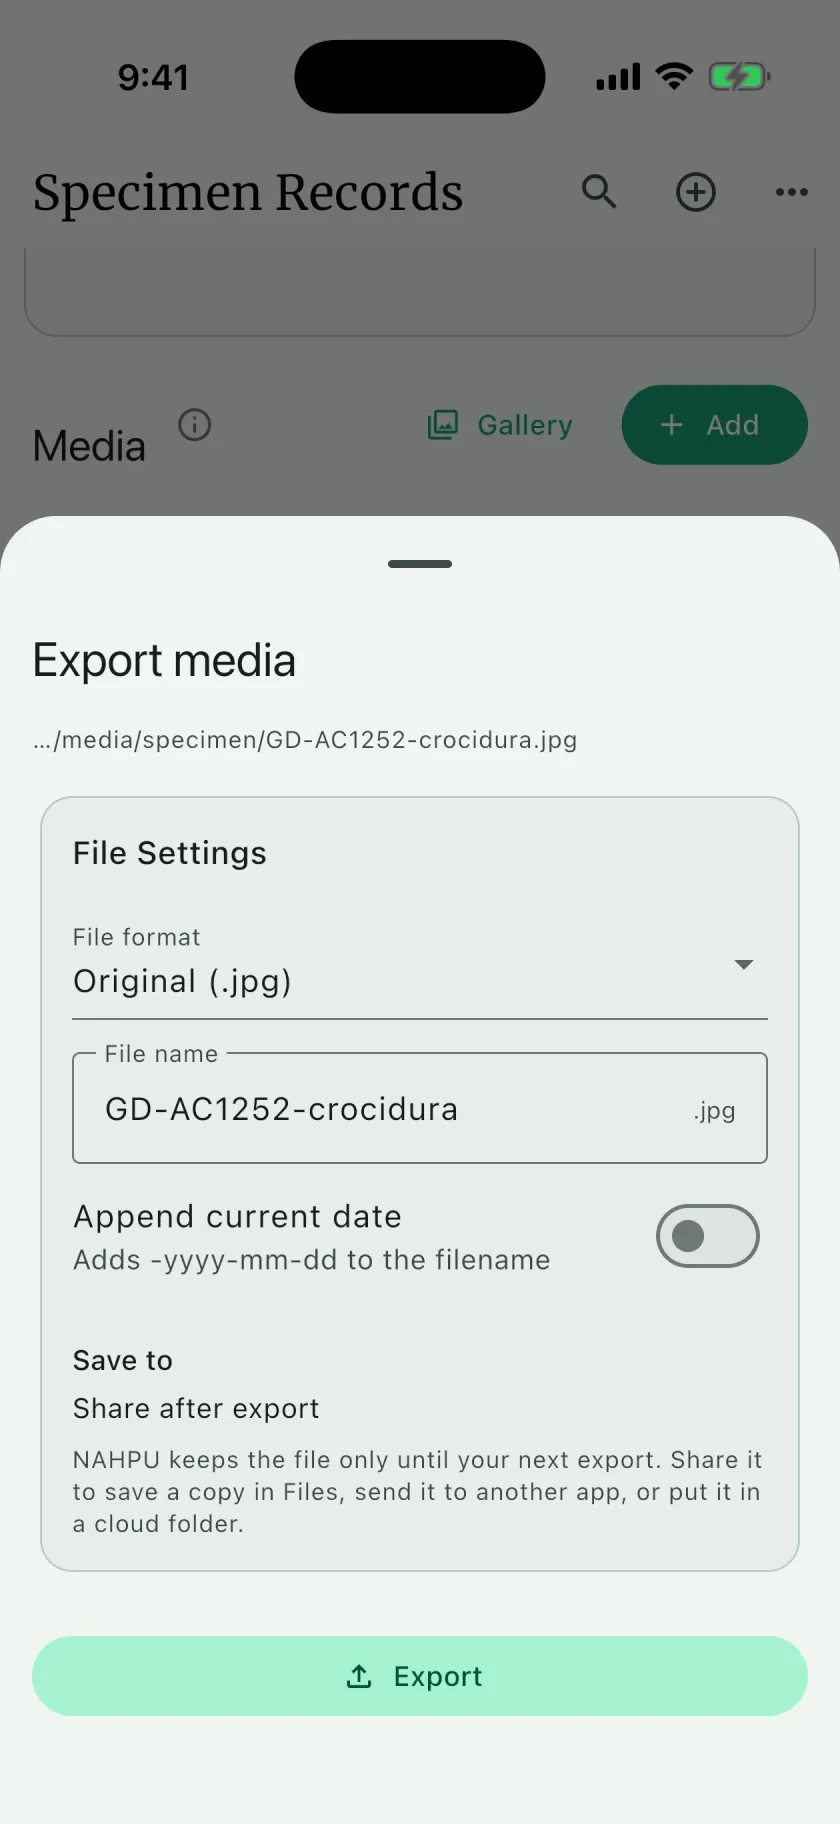 9:41
Specimen Records
Media
Gallery
+ Add
Export media
.../media/specimen/GD-AC1252-crocidura.jpg
File Settings
File format
Original (.jpg)
File name
GD-AC1252-crocidura
.jpg
Append current date
Adds -yyyy-mm-dd to the filename
Save to
Share after export
NAHPU keeps the file only until your next export. Share it
to save a copy in Files, send it to another app, or put it in
a cloud folder.
Export